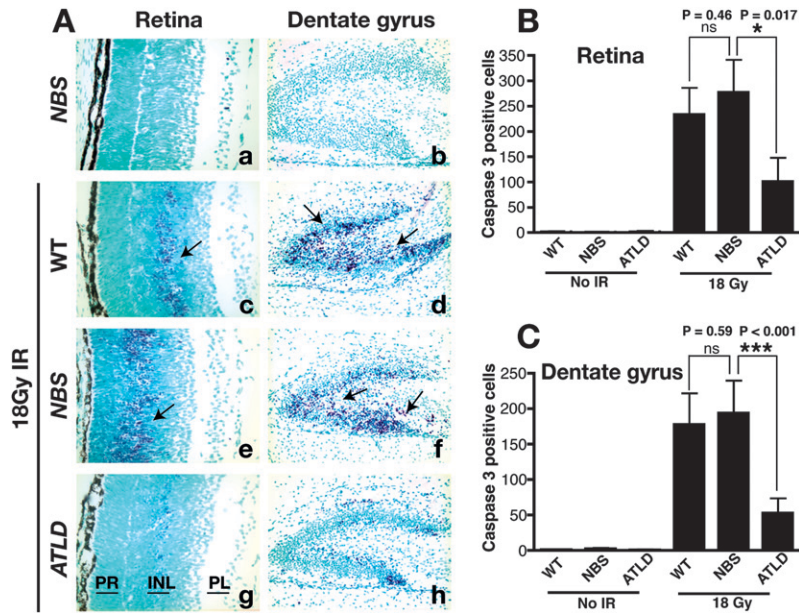 A
Retina
Dentate gyrus
NBS
a
b
18Gy IR
WT
c
d
NBS
e
f
ATLD
PR
INL
PL
g
h
B
P = 0.46
P = 0.017
ns
*
Retina
Caspase 3 positive cells
350
300
250
200
150
100
50
0
WT
NBS
ATLD
WT
NBS
ATLD
No IR
18 Gy
C
P = 0.59
P < 0.001
ns
***
Dentate gyrus
Caspase 3 positive cells
250
200
150
100
50
0
WT
NBS
ATLD
WT
NBS
ATLD
No IR
18 Gy